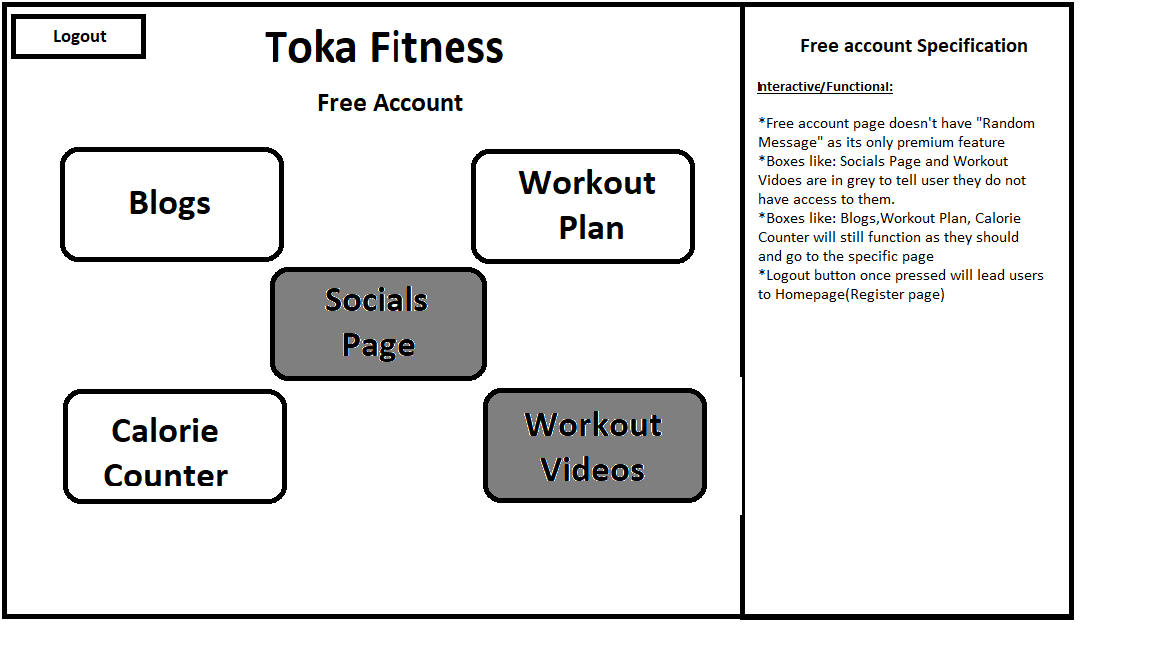 Logout
Toka Fitness
Free Account
Blogs
Workout
Plan
Socials
Page
Calorie
Counter
Workout
Videos
Free account Specification
Interactive/Functional:
*Free account page doesn't have "Random
Message" as its only premium feature
*Boxes like: Socials Page and Workout
Vidoes are in grey to tell user they do not
have access to them.
*Boxes like: Blogs,Workout Plan, Calorie
Counter will still function as they should
and go to the specific page
*Logout button once pressed will lead users
to Homepage(Register page)